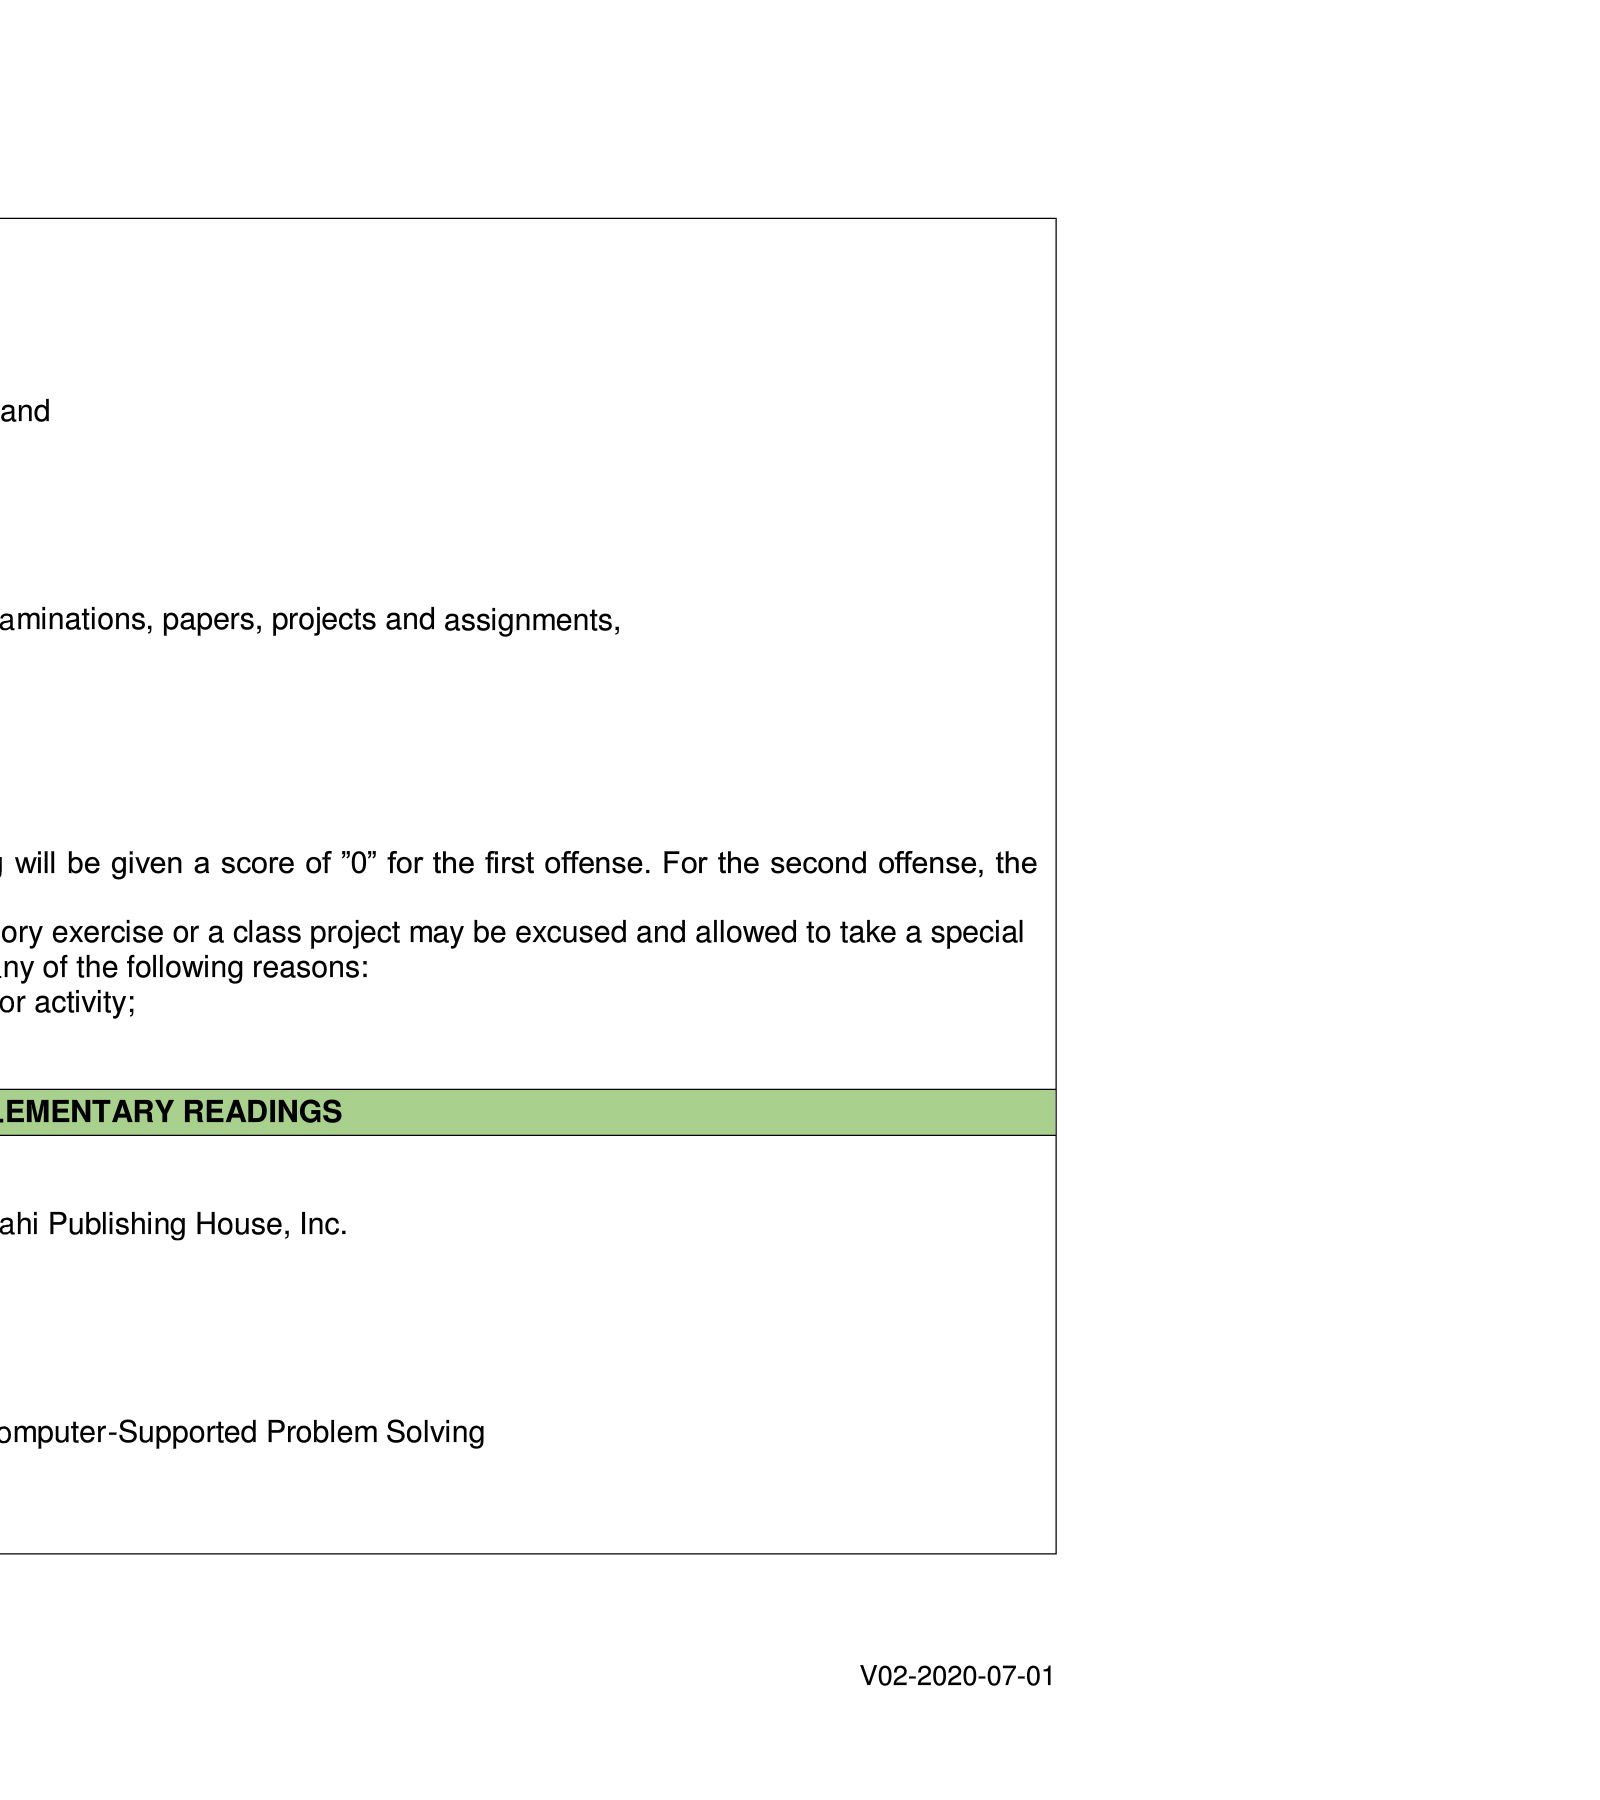 and
aminations, papers, projects and assignments,
will be given a score of ”0” for the first offense. For the second offense, the
ory exercise or a class project may be excused and allowed to take a special
ny of the following reasons:
or activity;
LEMENTARY READINGS
ahi Publishing House, Inc.
omputer-Supported Problem Solving
V02-2020-07-01